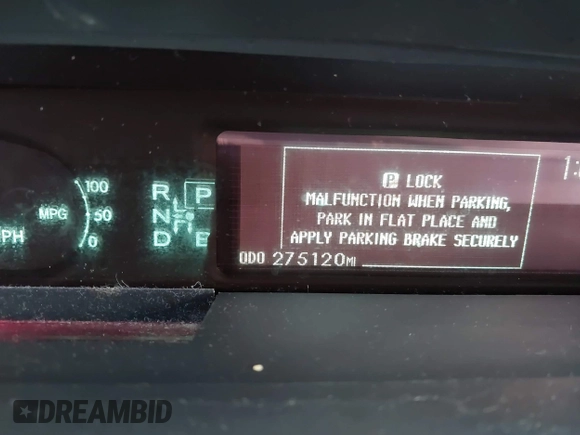 100
MPG
50
PH
0
R P
N
D B
P LOCK
MALFUNCTION WHEN PARKING,
PARK IN FLAT PLACE AND
APPLY PARKING BRAKE SECURELY
ODO 275120MI
1:
DREAMBID